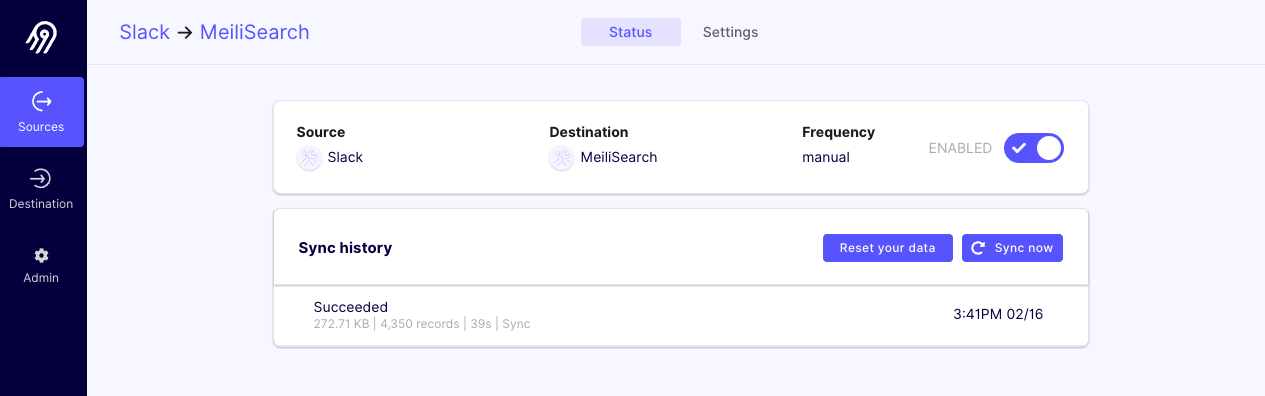 Slack → MeiliSearch
Status
Settings
Sources
Destination
Admin
Source
Slack
Destination
MeiliSearch
Frequency
manual
ENABLED
Sync history
Reset your data
Sync now
Succeeded
272.71 KB | 4,350 records | 39s | Sync
3:41PM 02/16